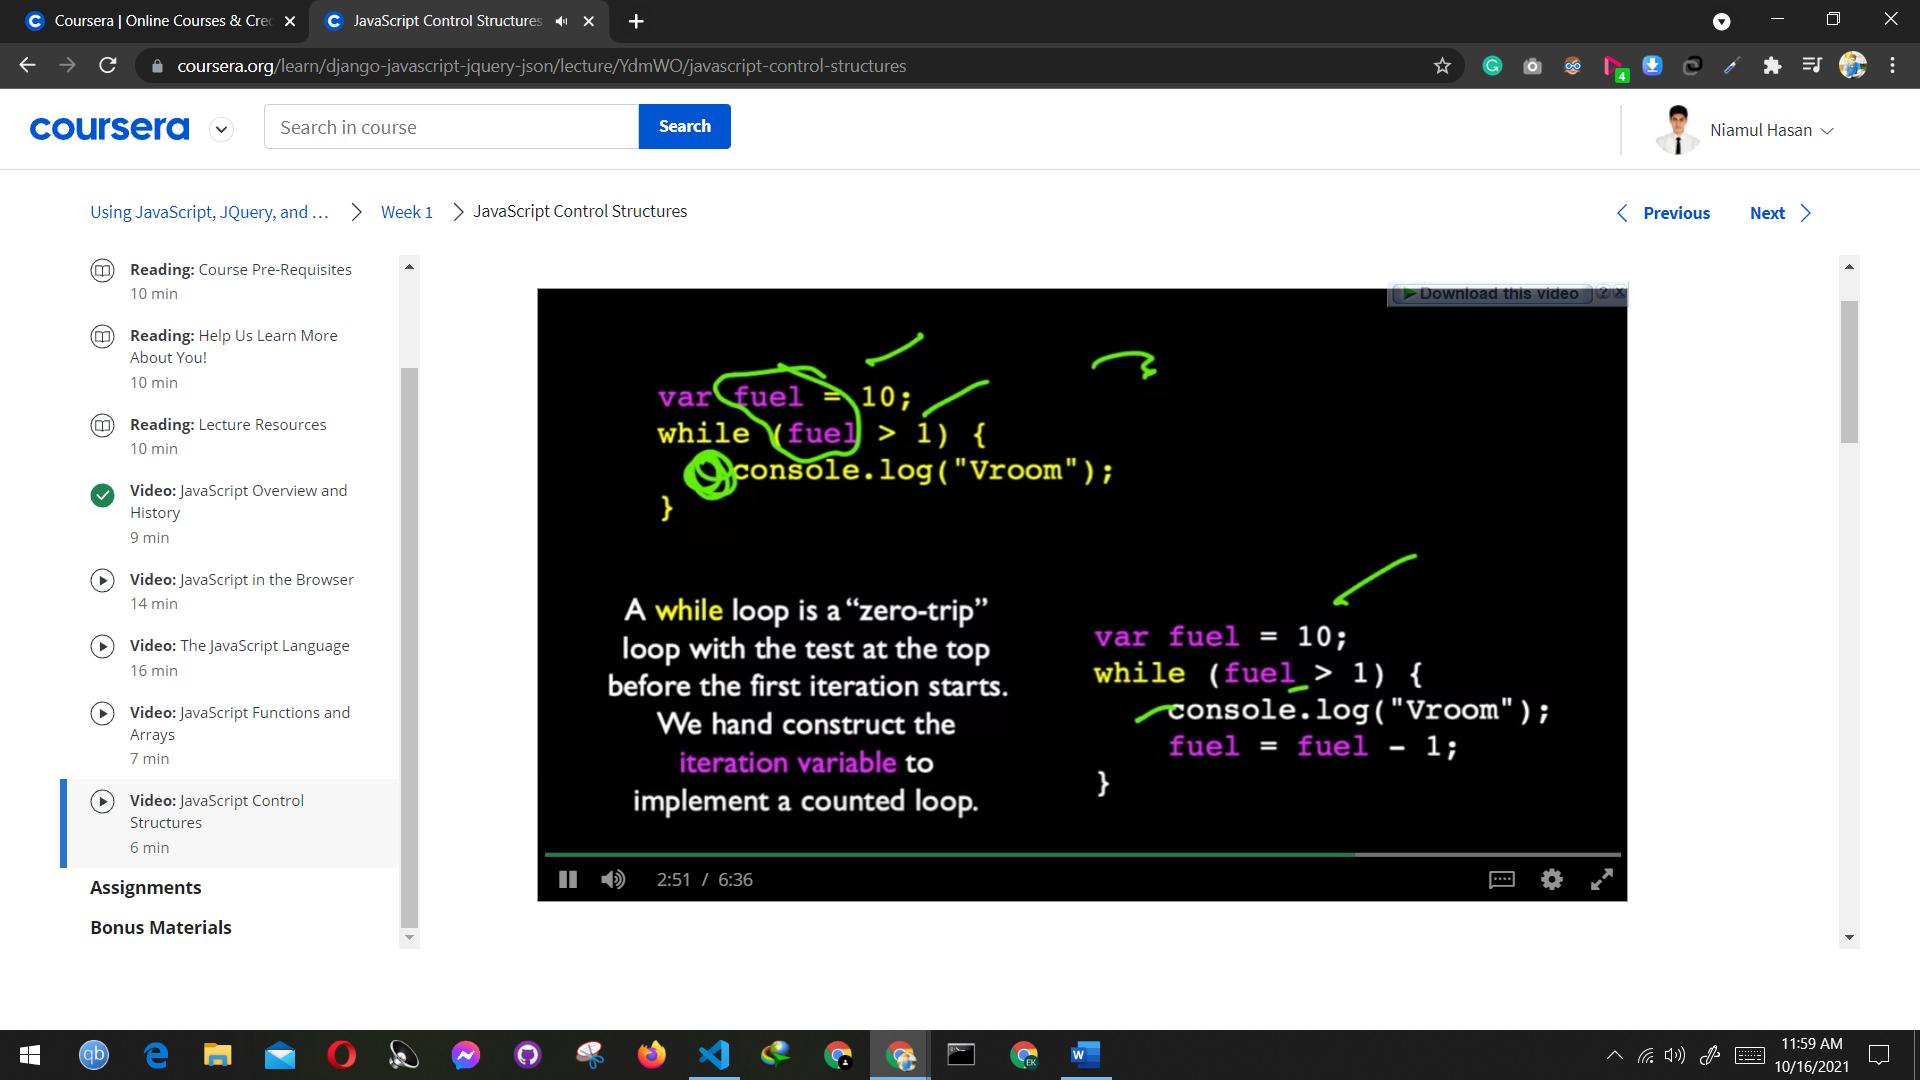 Coursera | Online Courses & Cre
JavaScript Control Structures
coursera.org/learn/django-javascript-jquery-json/lecture/YdmWO/javascript-control-structures
4
coursera
Search in course
Search
Niamul Hasan
Using JavaScript, JQuery, and ...
Week 1
JavaScript Control Structures
Previous
Next
Reading: Course Pre-Requisites
10 min
Reading: Help Us Learn More
About You!
10 min
Reading: Lecture Resources
10 min
Video: JavaScript Overview and
History
9 min
Video: JavaScript in the Browser
14 min
Video: The JavaScript Language
16 min
Video: JavaScript Functions and
Arrays
7 min
Video: JavaScript Control
Structures
6 min
Assignments
Bonus Materials
Download this video
var fuel = 10;
while (fuel > 1) {
console.log("Vroom");
}
A while loop is a “zero-trip”
loop with the test at the top
before the first iteration starts.
We hand construct the
iteration variable to
implement a counted loop.
var fuel = 10;
while (fuel > 1) {
console.log("Vroom");
fuel = fuel - 1;
}
2:51 / 6:36
qb
EK
11:59 AM
10/16/2021